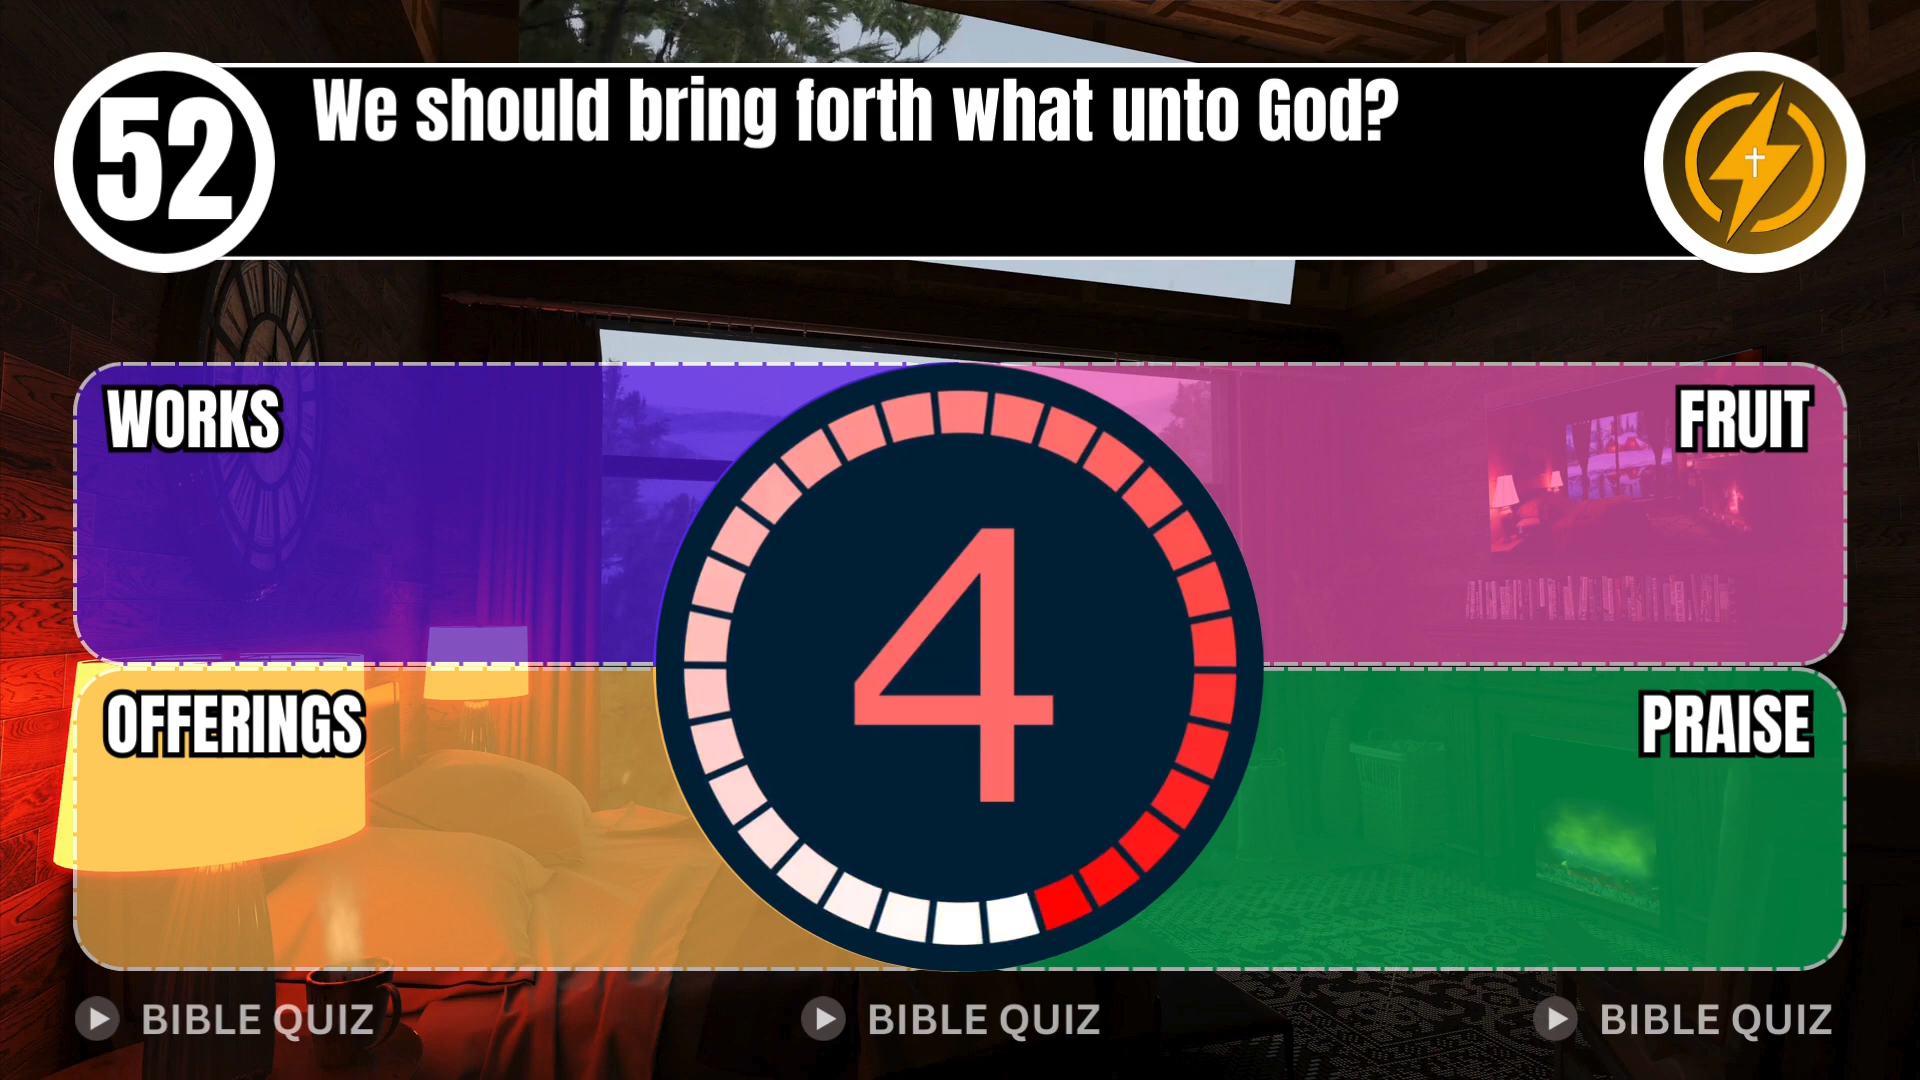 52
We should bring forth what unto God?
WORKS
FRUIT
4
OFFERINGS
PRAISE
BIBLE QUIZ
BIBLE QUIZ
BIBLE QUIZ